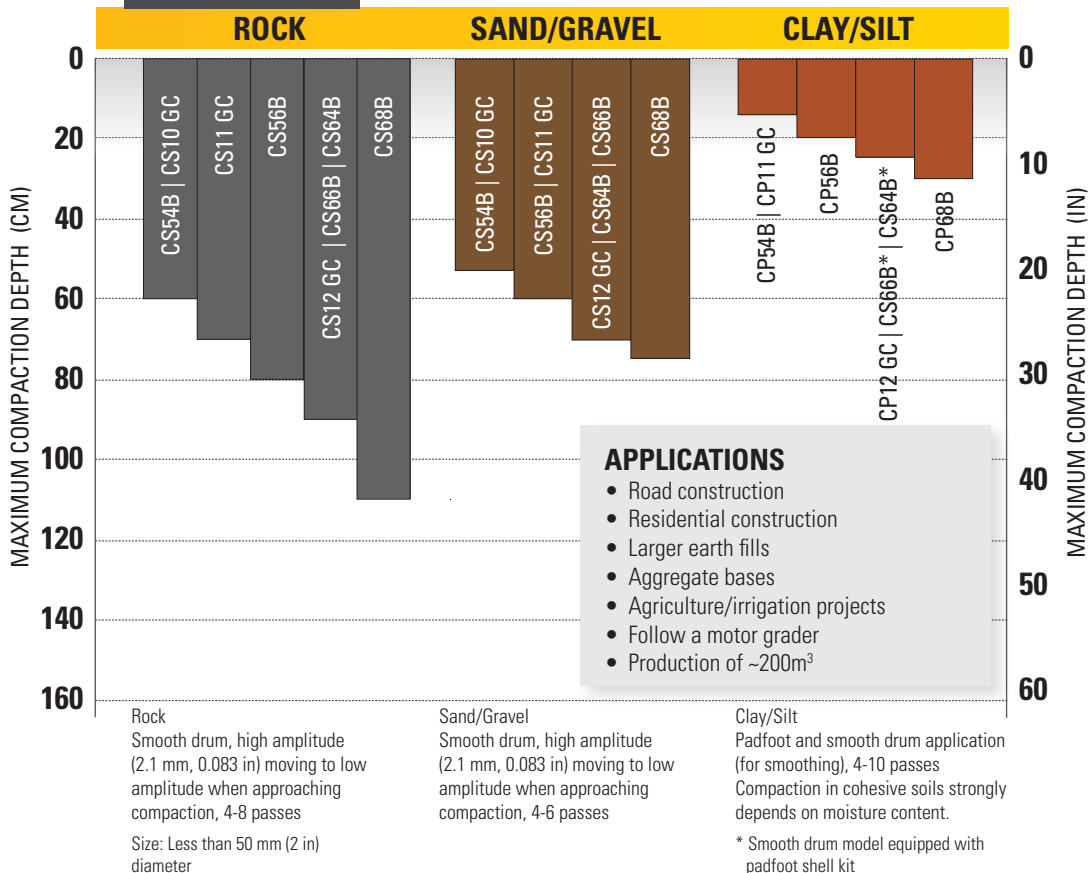 ROCK SAND/GRAVEL CLAY/SILT
MAXIMUM COMPACTION DEPTH (CM)
0
20
40
60
80
100
120
140
160
CS54B | CS10 GC
CS11 GC
CS56B
CS12 GC | CS66B | CS64B
CS68B
CS54B | CS10 GC
CS56B | CS11 GC
CS12 GC | CS64B | CS66B
CS68B
CP54B | CP11 GC
CP56B
CP12 GC | CS66B* | CS64B*
CP68B
0
10
20
30
40
50
60
MAXIMUM COMPACTION DEPTH (IN)
APPLICATIONS
• Road construction
• Residential construction
• Larger earth fills
• Aggregate bases
• Agriculture/irrigation projects
• Follow a motor grader
• Production of ~200m³
Rock
Smooth drum, high amplitude
(2.1 mm, 0.083 in) moving to low
amplitude when approaching
compaction, 4-8 passes
Size: Less than 50 mm (2 in)
diameter
Sand/Gravel
Smooth drum, high amplitude
(2.1 mm, 0.083 in) moving to low
amplitude when approaching
compaction, 4-6 passes
Clay/Silt
Padfoot and smooth drum application
(for smoothing), 4-10 passes
Compaction in cohesive soils strongly
depends on moisture content.
* Smooth drum model equipped with
padfoot shell kit